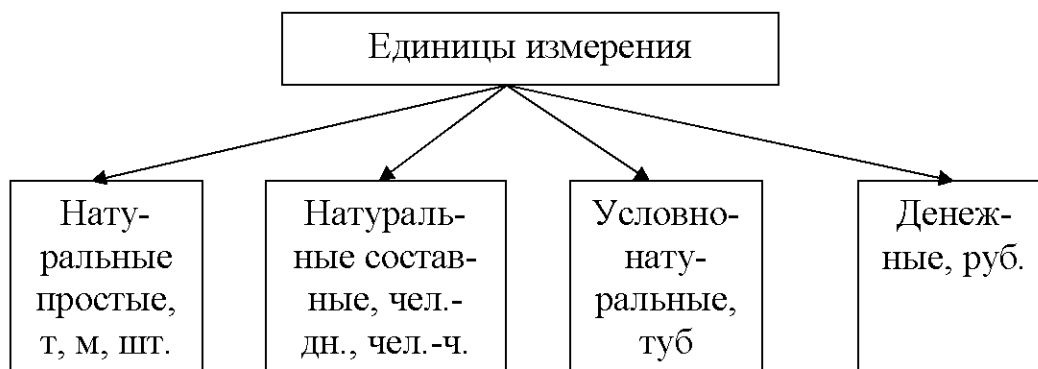 Единицы измерения
Нату-
ральные
простые,
т, м, шт.
Натураль-
ные состав-
ные, чел.-
дн., чел.-ч.
Условно-
нату-
ральные,
туб
Денеж-
ные, руб.